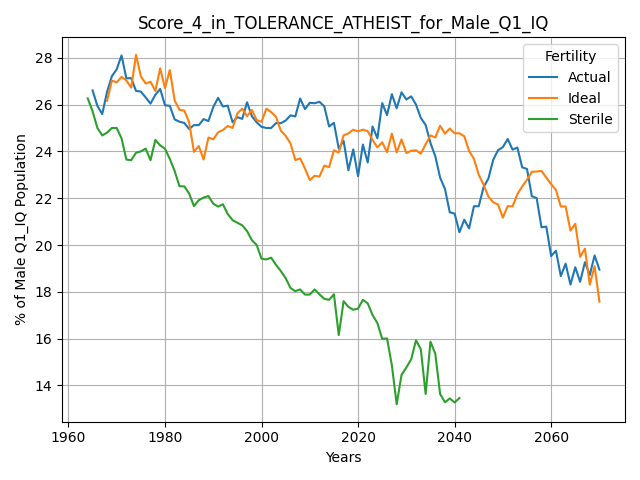 Score_4_in_TOLERANCE_ATHEIST_for_Male_Q1_IQ
Fertility
Actual
Ideal
Sterile
% of Male Q1_IQ Population
28
26
24
22
20
18
16
14
1960
1980
2000
2020
2040
2060
Years